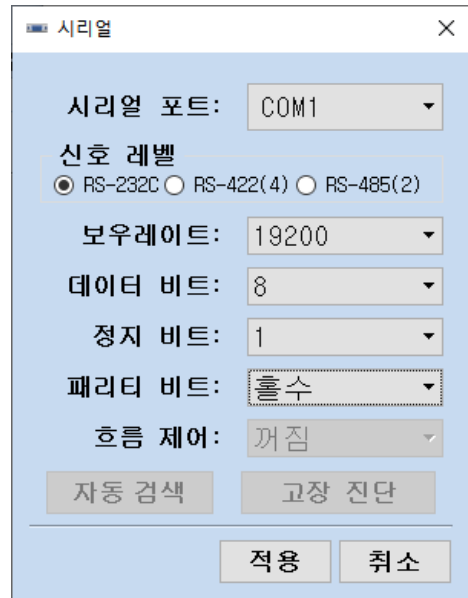 시리얼
시리얼 포트: COM1
신호 레벨
RS-232C RS-422(4) RS-485(2)
보우레이트: 19200
데이터 비트: 8
정지 비트: 1
패리티 비트: 홀수
흐름 제어: 꺼짐
자동 검색 고장 진단
적용 취소